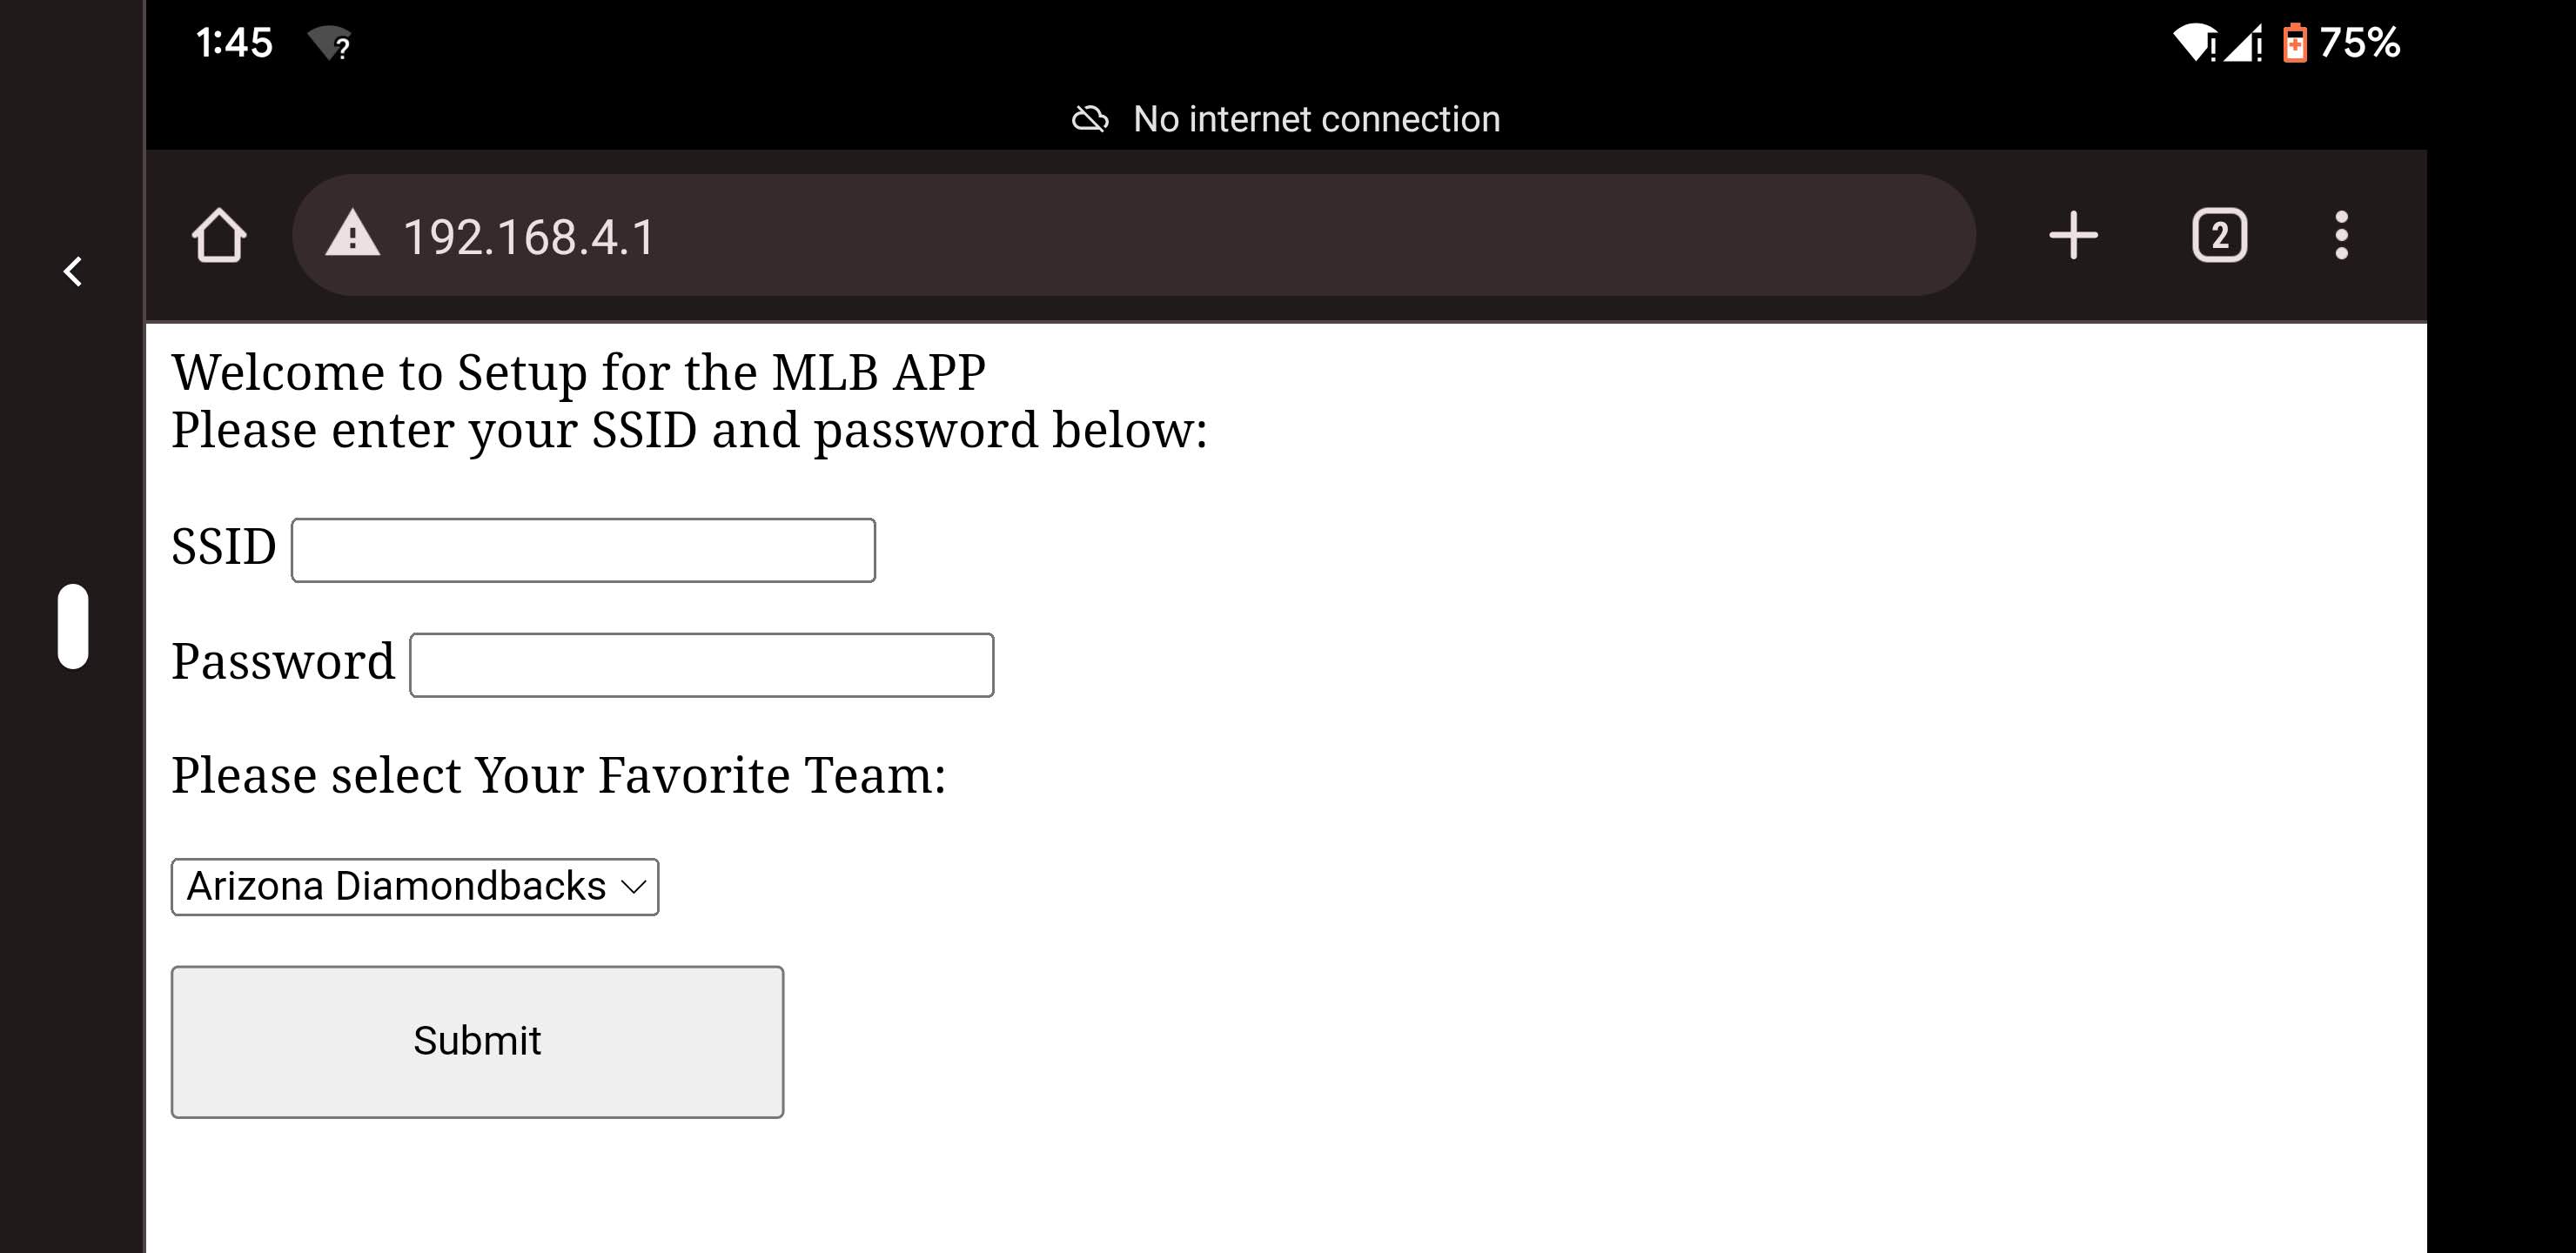 1:45
75%
No internet connection
192.168.4.1
2
Welcome to Setup for the MLB APP
Please enter your SSID and password below:
SSID
Password
Please select Your Favorite Team:
Arizona Diamondbacks
Submit